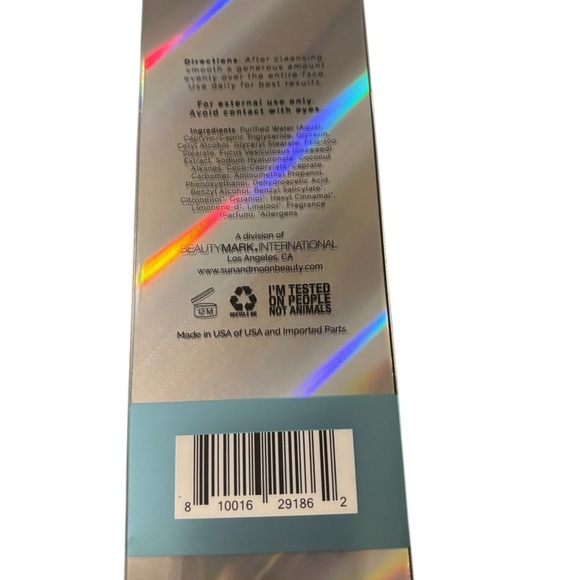 Directions: After cleansing,
smooth a generous amount
evenly over the entire face.
Use daily for best results.
For external use only.
Avoid contact with eyes.
Ingredients: Purified Water (Aqua),
Caprylic/Capric Triglyceride, Glycerin,
Cetyl Alcohol, Glyceryl Stearate, PEG-100
Stearate, Fucus Vesiculosus (Seaweed)
Extract, Sodium Hyaluronate, Coconut
Alkanes, Coco-Caprylate/Caprate,
Carbomer, Aminomethyl Propanol,
Phenoxyethanol, Dehydroacetic Acid,
Benzyl Alcohol, Benzyl Salicylate*,
Citronellol*, Geraniol*, Hexyl Cinnamal*,
Limonene-d*, Linalool*, Fragrance
(Parfum). *Allergens
A division of
BEAUTYMARK. INTERNATIONAL
Los Angeles, CA
www.sunandmoonbeauty.com
12 M
RECYCLE ME
I'M TESTED
ON PEOPLE
NOT ANIMALS
Made in USA of USA and Imported Parts
8 10016 29186 2